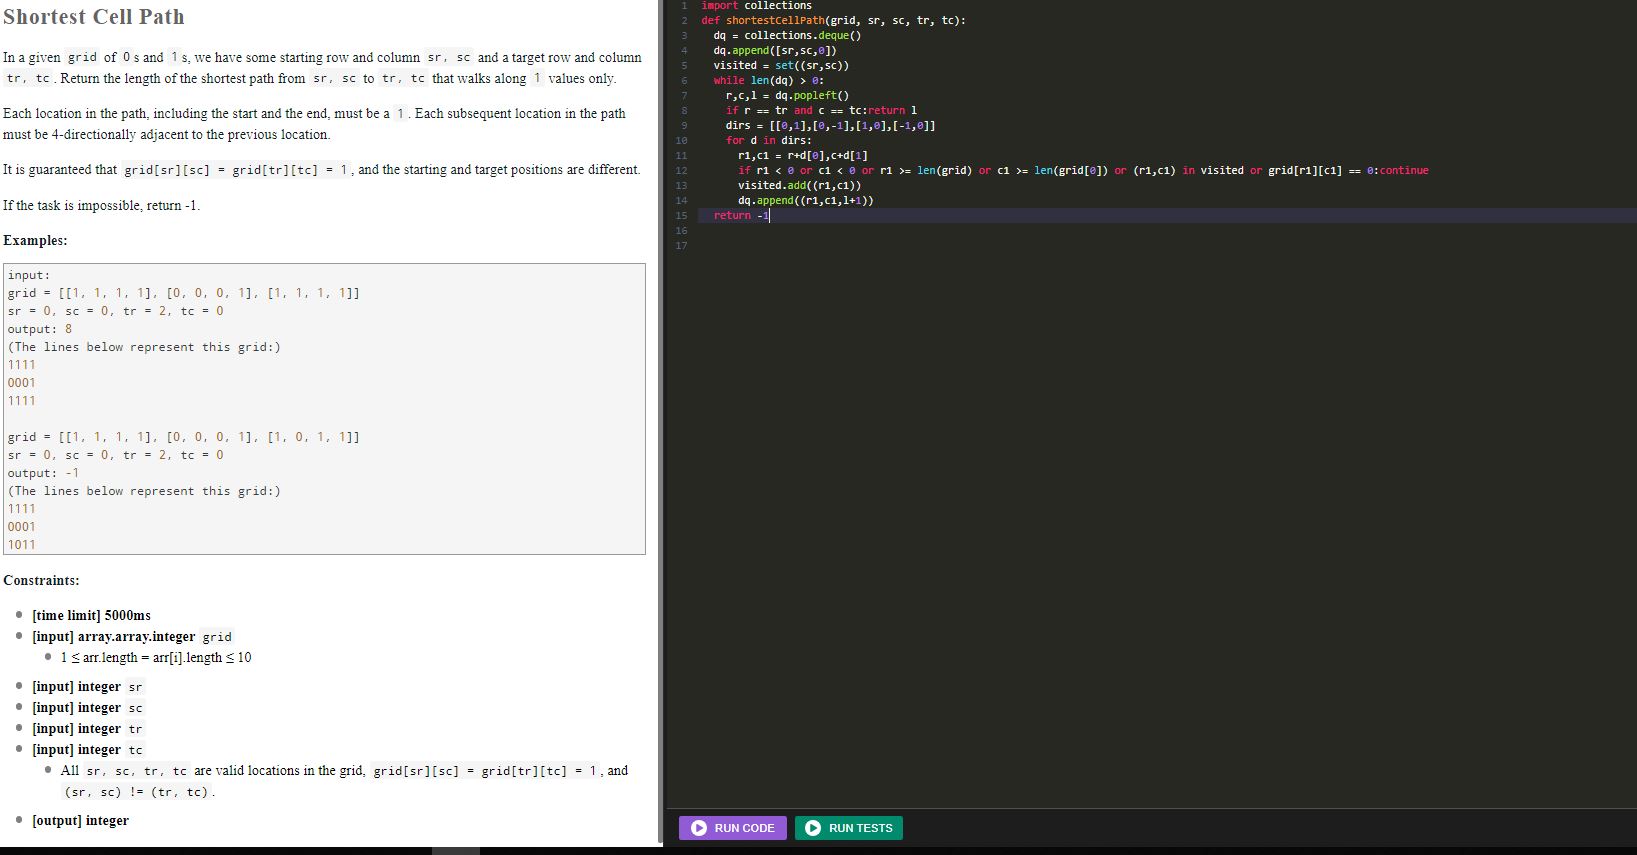 Shortest Cell Path
In a given grid of 0 s and 1 s, we have some starting row and column sr, sc and a target row and column
tr, tc . Return the length of the shortest path from sr, sc to tr, tc that walks along 1 values only.
Each location in the path, including the start and the end, must be a 1 . Each subsequent location in the path
must be 4-directionally adjacent to the previous location.
It is guaranteed that grid[sr][sc] = grid[tr][tc] = 1 , and the starting and target positions are different.
If the task is impossible, return -1.
Examples:
input:
grid = [[1, 1, 1, 1], [0, 0, 0, 1], [1, 1, 1, 1]]
sr = 0, sc = 0, tr = 2, tc = 0
output: 8
(The lines below represent this grid:)
1111
0001
1111
grid = [[1, 1, 1, 1], [0, 0, 0, 1], [1, 0, 1, 1]]
sr = 0, sc = 0, tr = 2, tc = 0
output: -1
(The lines below represent this grid:)
1111
0001
1011
Constraints:
[time limit] 5000ms
[input] array.array.integer grid
1 ≤ arr.length = arr[i].length ≤ 10
[input] integer sr
[input] integer sc
[input] integer tr
[input] integer tc
All sr, sc, tr, tc are valid locations in the grid, grid[sr][sc] = grid[tr][tc] = 1 , and
(sr, sc) != (tr, tc) .
[output] integer
1 import collections
2 def shortestCellPath(grid, sr, sc, tr, tc):
3 dq = collections.deque()
4 dq.append([sr,sc,0])
5 visited = set((sr,sc))
6 while len(dq) > 0:
7 r,c,l = dq.popleft()
8 if r == tr and c == tc:return l
9 dirs = [[0,1],[0,-1],[1,0],[-1,0]]
10 for d in dirs:
11 r1,c1 = r+d[0],c+d[1]
12 if r1 < 0 or c1 < 0 or r1 >= len(grid) or c1 >= len(grid[0]) or (r1,c1) in visited or grid[r1][c1] == 0:continue
13 visited.add((r1,c1))
14 dq.append((r1,c1,l+1))
15 return -1
16
17
RUN CODE RUN TESTS